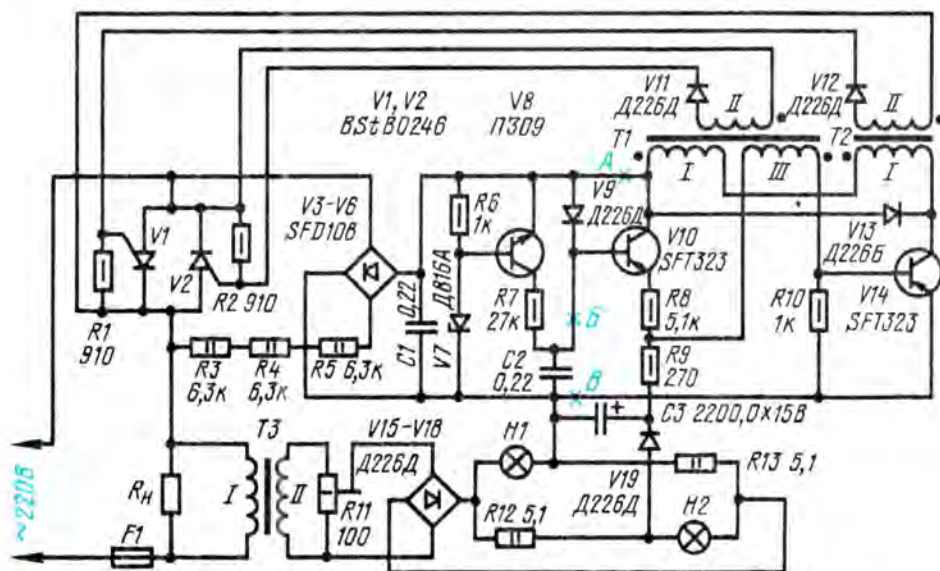 V1, V2
BStB0246
V8
П309
V11
Д226Д
II
V12
Д226Д
II
T1
T2
I
III
I
А
V3-V6
SFD108
R6
1к
V9
Д226Д
V10
SFT323
V13
Д226Б
V14
SFT323
V1
V2
R2 910
R1
910
0,22
C1
Д816А
V7
R7
27к
Б
R8
5,1к
R10
1к
R3
6,3к
R4
6,3к
R5 6,3к
C2
0,22
В
R9
270
C3 2200,0×15В
+
~220В
Rн
F1
T3
I
II
R11
100
V15-V18
Д226Д
H1
R12 5,1
V19
Д226Д
H2
R13 5,1